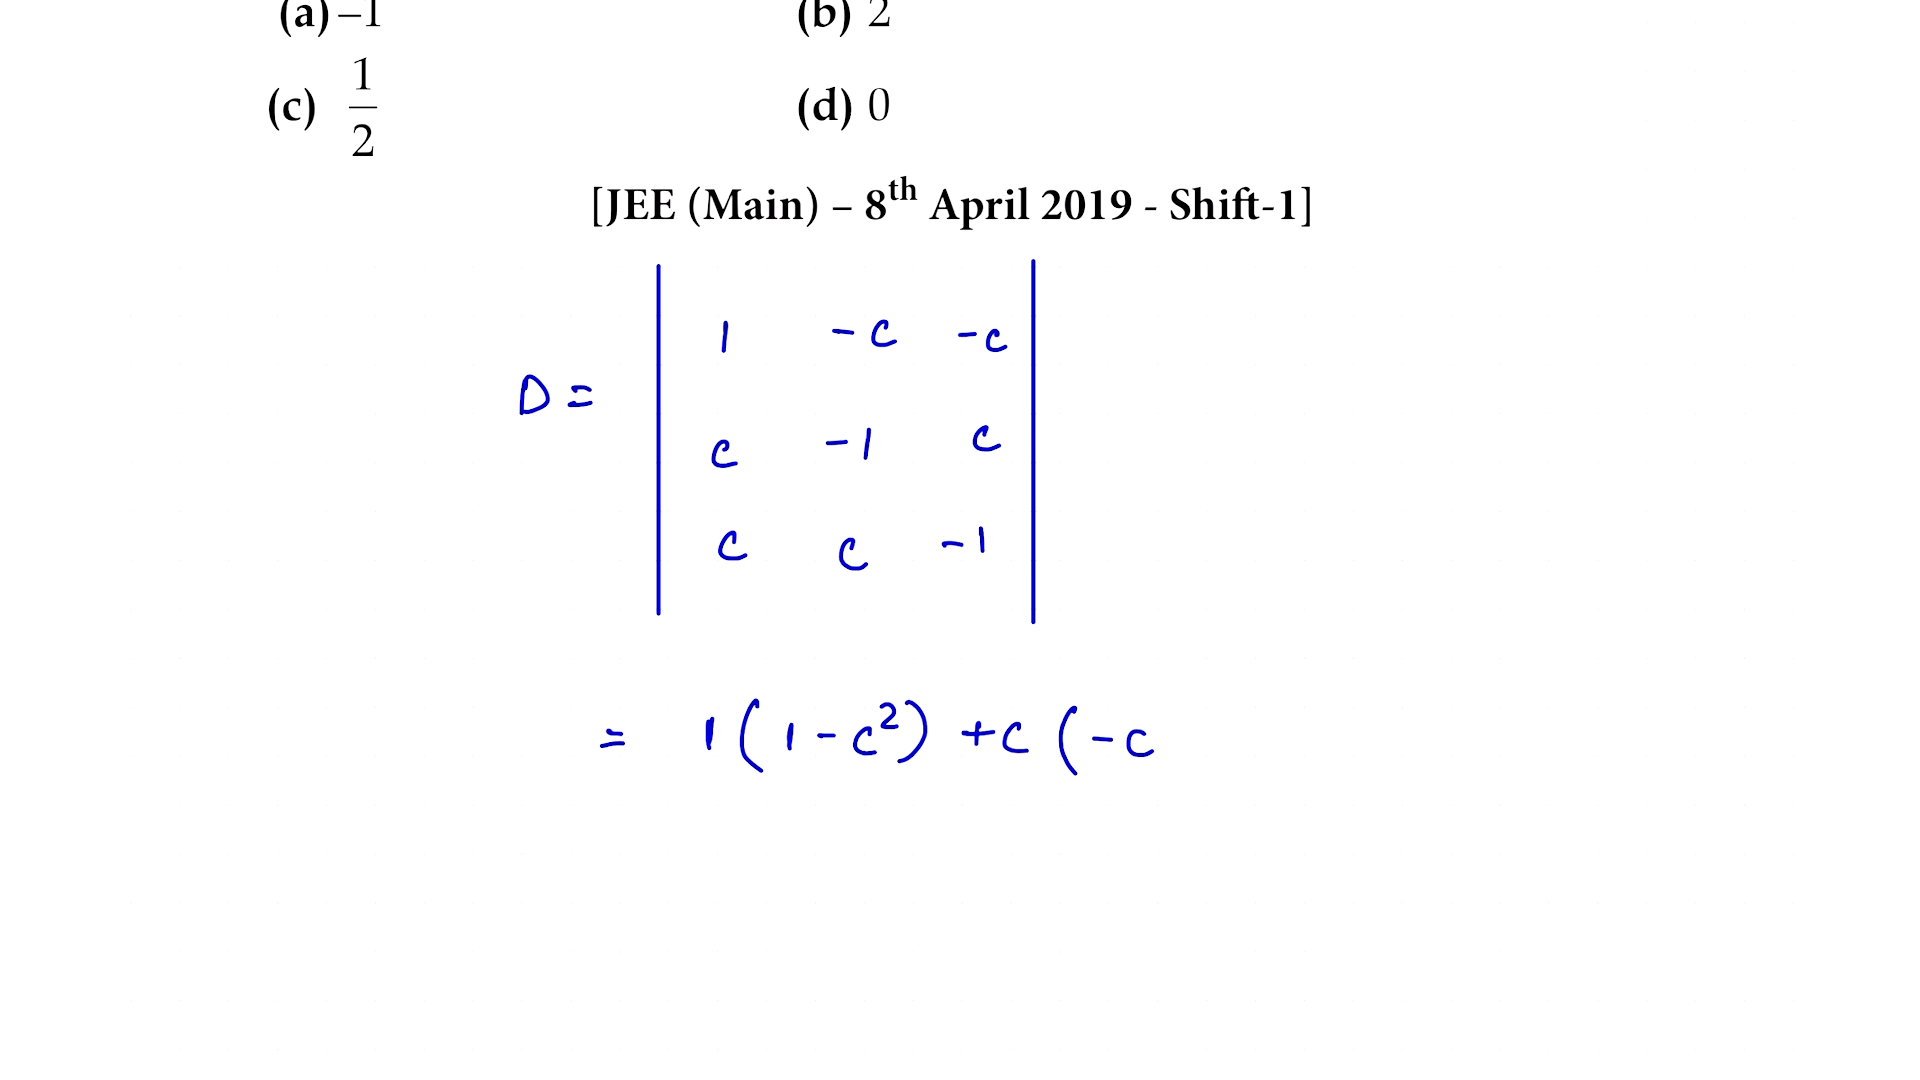 (a) –1 (b) 2
(c) 1/2 (d) 0
[JEE (Main) – 8th April 2019 - Shift-1]
D = | 1 -c -c |
| c -1 c |
| c c -1 |
= 1(1-c²) +c (-c